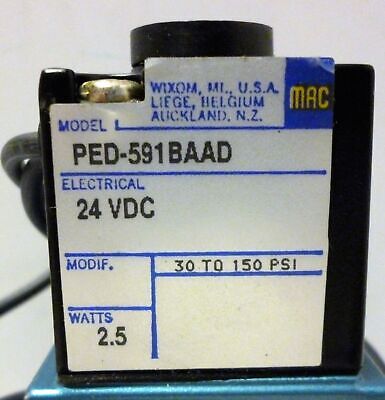 WIXOM, MI., U.S.A.
LIEGE, BELGIUM
AUCKLAND, N.Z.
MAC
MODEL
PED-591BAAD
ELECTRICAL
24 VDC
MODIF.
30 TO 150 PSI
WATTS
2.5